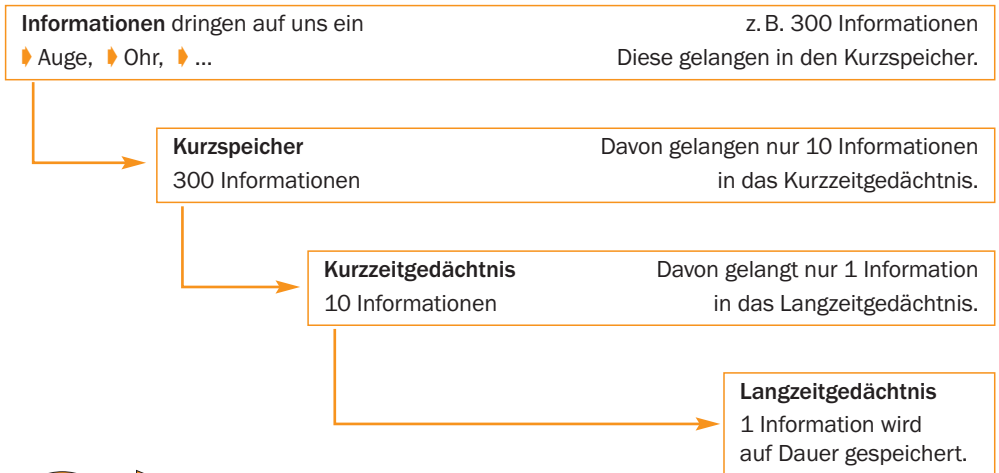 Informationen dringen auf uns ein z. B. 300 Informationen
Auge, Ohr, ... Diese gelangen in den Kurzspeicher.
Kurzspeicher Davon gelangen nur 10 Informationen
300 Informationen in das Kurzzeitgedächtnis.
Kurzzeitgedächtnis Davon gelangt nur 1 Information
10 Informationen in das Langzeitgedächtnis.
Langzeitgedächtnis
1 Information wird
auf Dauer gespeichert.